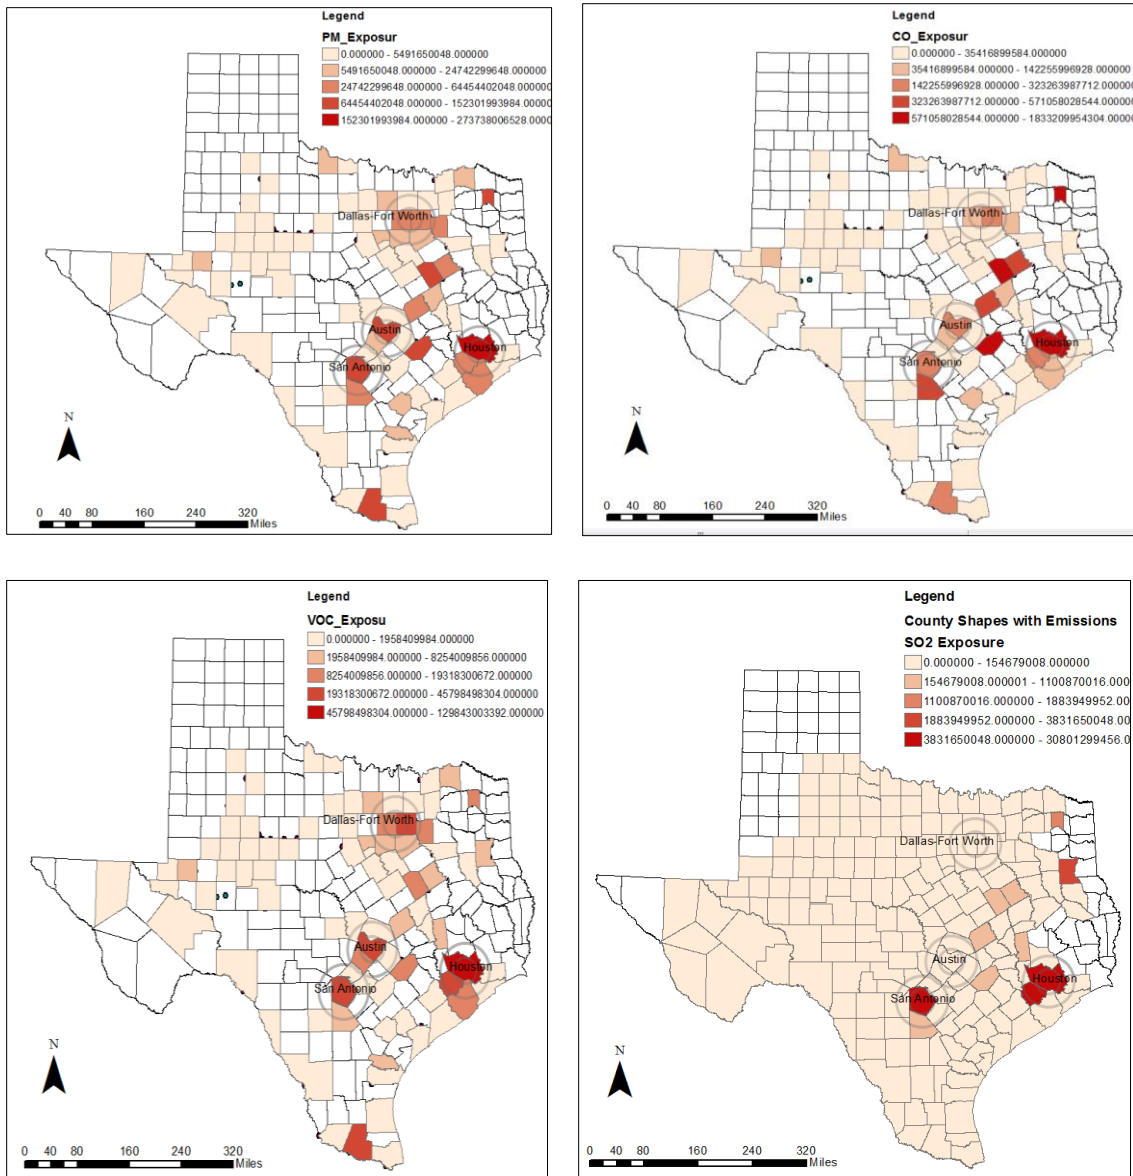 Legend
PM_Exposur
0.000000 - 5491650048.000000
5491650048.000000 - 24742299648.000000
24742299648.000000 - 64454402048.000000
64454402048.000000 - 152301993984.000000
152301993984.000000 - 273738006528.0000
Dallas-Fort Worth
Austin
Houston
San Antonio
N
0 40 80 160 240 320
Miles
Legend
CO_Exposur
0.000000 - 35416899584.000000
35416899584.000000 - 142255996928.000000
142255996928.000000 - 323263987712.000000
323263987712.000000 - 571058028544.000000
571058028544.000000 - 1833209954304.00000
Dallas-Fort Worth
Austin
Houston
San Antonio
N
0 40 80 160 240 320
Miles
Legend
VOC_Exposu
0.000000 - 1958409984.000000
1958409984.000000 - 8254009856.000000
8254009856.000000 - 19318300672.000000
19318300672.000000 - 45798498304.000000
45798498304.000000 - 129843003392.000000
Dallas-Fort Worth
Austin
Houston
San Antonio
N
0 40 80 160 240 320
Miles
Legend
County Shapes with Emissions
SO2 Exposure
0.000000 - 154679008.000000
154679008.000001 - 1100870016.000
1100870016.000000 - 1883949952.00
1883949952.000000 - 3831650048.00
3831650048.000000 - 30801299456.0
Dallas-Fort Worth
Austin
Houston
San Antonio
N
0 40 80 160 240 320
Miles